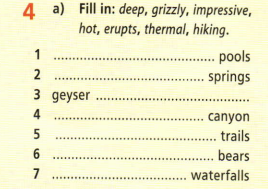 4 a) Fill in: deep, grizzly, impressive,
hot, erupts, thermal, hiking.
1 ........................................ pools
2 ...................................... springs
3 geyser ................................
4 ...................................... canyon
5 ......................................... trails
6 ......................................... bears
7 .................................. waterfalls